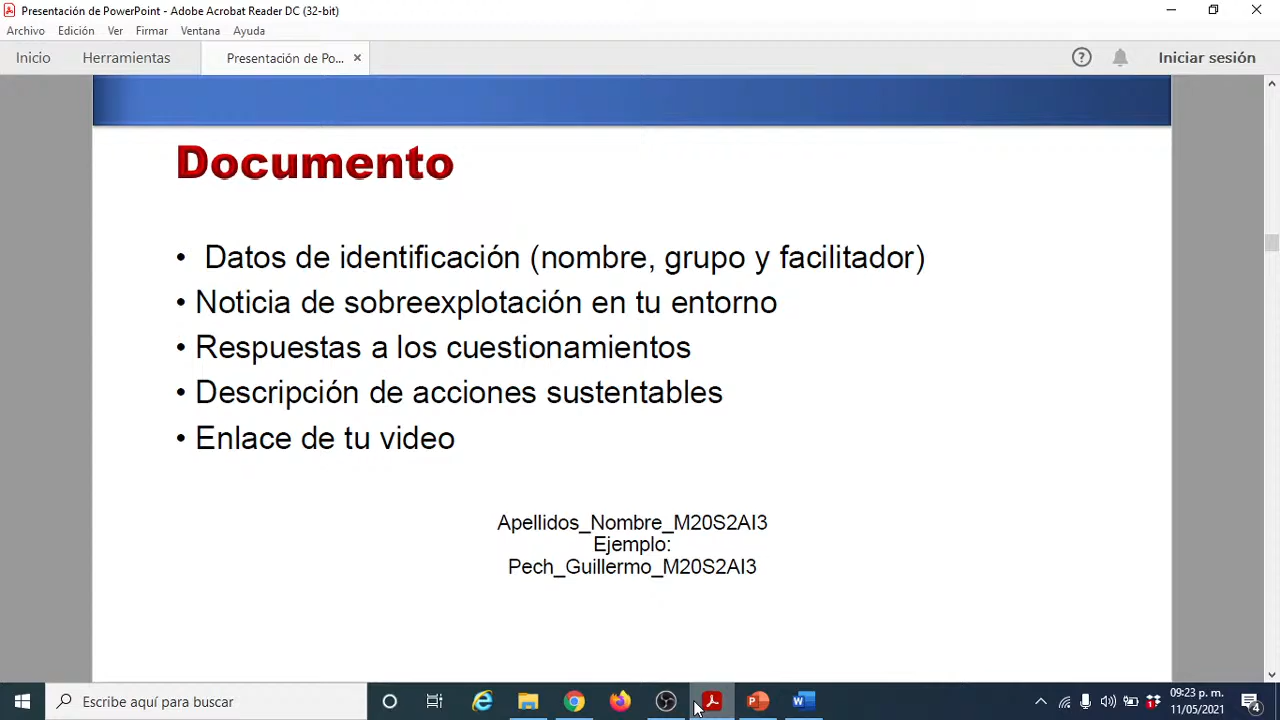 Presentación de PowerPoint - Adobe Acrobat Reader DC (32-bit)
Archivo Edición Ver Firmar Ventana Ayuda
Inicio Herramientas Presentación de Po... × Iniciar sesión
Documento
• Datos de identificación (nombre, grupo y facilitador)
• Noticia de sobreexplotación en tu entorno
• Respuestas a los cuestionamientos
• Descripción de acciones sustentables
• Enlace de tu video
Apellidos_Nombre_M20S2AI3
Ejemplo:
Pech_Guillermo_M20S2AI3
Escribe aquí para buscar
09:23 p. m.
11/05/2021
4